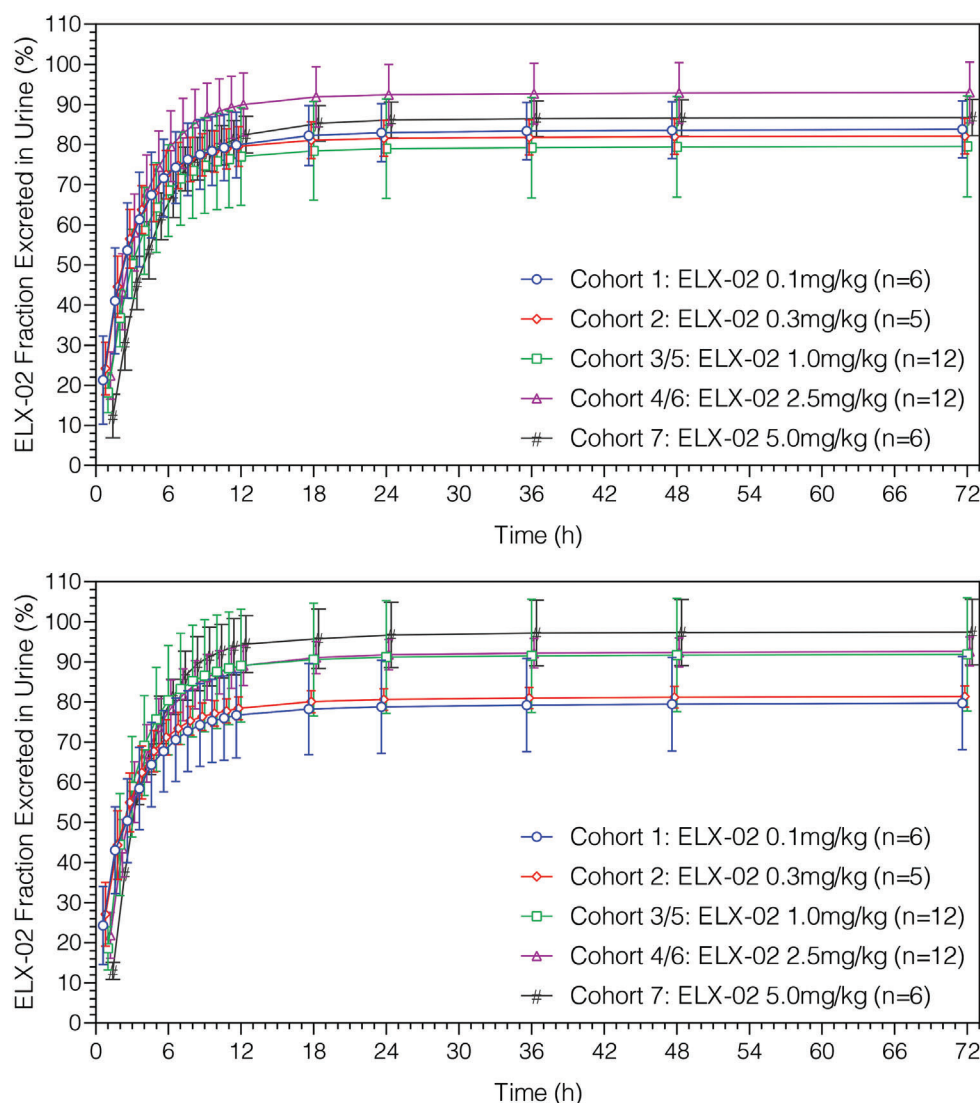 ELX-02 Fraction Excreted in Urine (%)
110
100
90
80
70
60
50
40
30
20
10
0
Cohort 1: ELX-02 0.1mg/kg (n=6)
Cohort 2: ELX-02 0.3mg/kg (n=5)
Cohort 3/5: ELX-02 1.0mg/kg (n=12)
Cohort 4/6: ELX-02 2.5mg/kg (n=12)
Cohort 7: ELX-02 5.0mg/kg (n=6)
0 6 12 18 24 30 36 42 48 54 60 66 72
Time (h)
ELX-02 Fraction Excreted in Urine (%)
110
100
90
80
70
60
50
40
30
20
10
0
Cohort 1: ELX-02 0.1mg/kg (n=6)
Cohort 2: ELX-02 0.3mg/kg (n=5)
Cohort 3/5: ELX-02 1.0mg/kg (n=12)
Cohort 4/6: ELX-02 2.5mg/kg (n=12)
Cohort 7: ELX-02 5.0mg/kg (n=6)
0 6 12 18 24 30 36 42 48 54 60 66 72
Time (h)